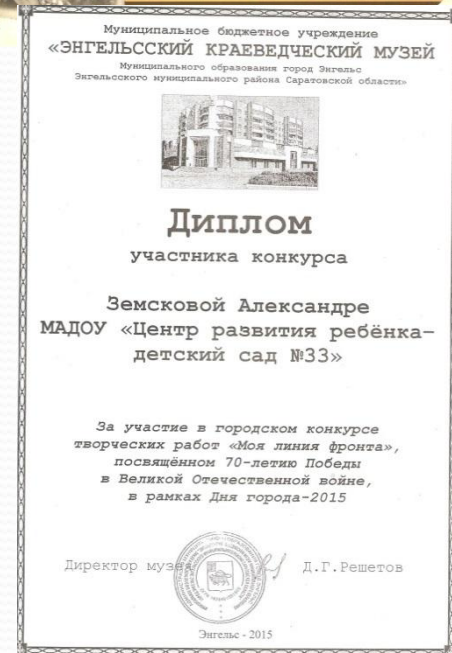 Муниципальное бюджетное учреждение
«ЭНГЕЛЬССКИЙ КРАЕВЕДЧЕСКИЙ МУЗЕЙ
Муниципального образования город Энгельс
Энгельсского муниципального района Саратовской области»
Диплом
участника конкурса
Земсковой Александре
МАДОУ «Центр развития ребёнка–
детский сад №33»
За участие в городском конкурсе
творческих работ «Моя линия фронта»,
посвящённом 70-летию Победы
в Великой Отечественной войне,
в рамках Дня города-2015
Директор музея Д.Г.Решетов
Энгельс - 2015